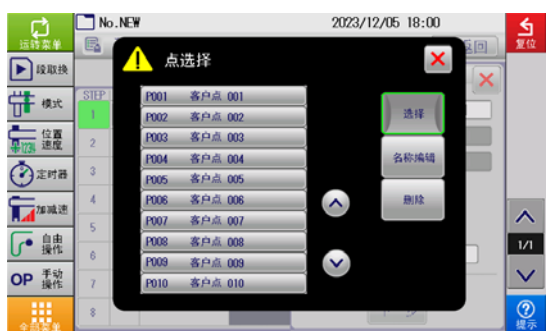 No.NEW 2023/12/05 18:00
运转菜单
返回
复位
段取换
点选择
模式
STEP
P001 客户点 001
选择
1
P002 客户点 002
位置
速度
2
P003 客户点 003
P004 客户点 004
名称编辑
定时器
3
P005 客户点 005
加减速
4
P006 客户点 006
删除
P007 客户点 007
5
自由
操作
P008 客户点 008
1/1
6
P009 客户点 009
OP 手动
操作
7
P010 客户点 010
8
全部菜单
提示